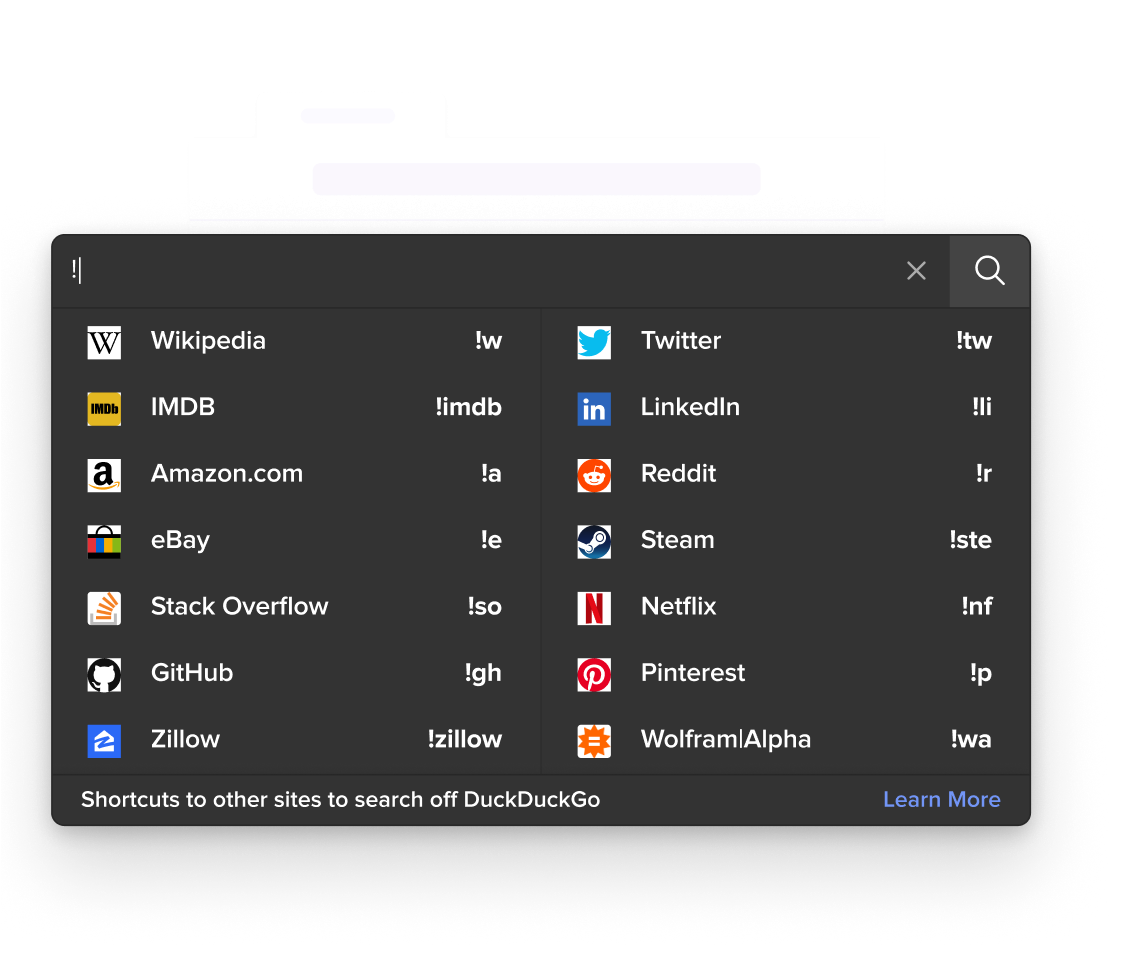 !
Wikipedia !w
IMDB !imdb
Amazon.com !a
eBay !e
Stack Overflow !so
GitHub !gh
Zillow !zillow
Twitter !tw
LinkedIn !li
Reddit !r
Steam !ste
Netflix !nf
Pinterest !p
Wolfram|Alpha !wa
Shortcuts to other sites to search off DuckDuckGo
Learn More